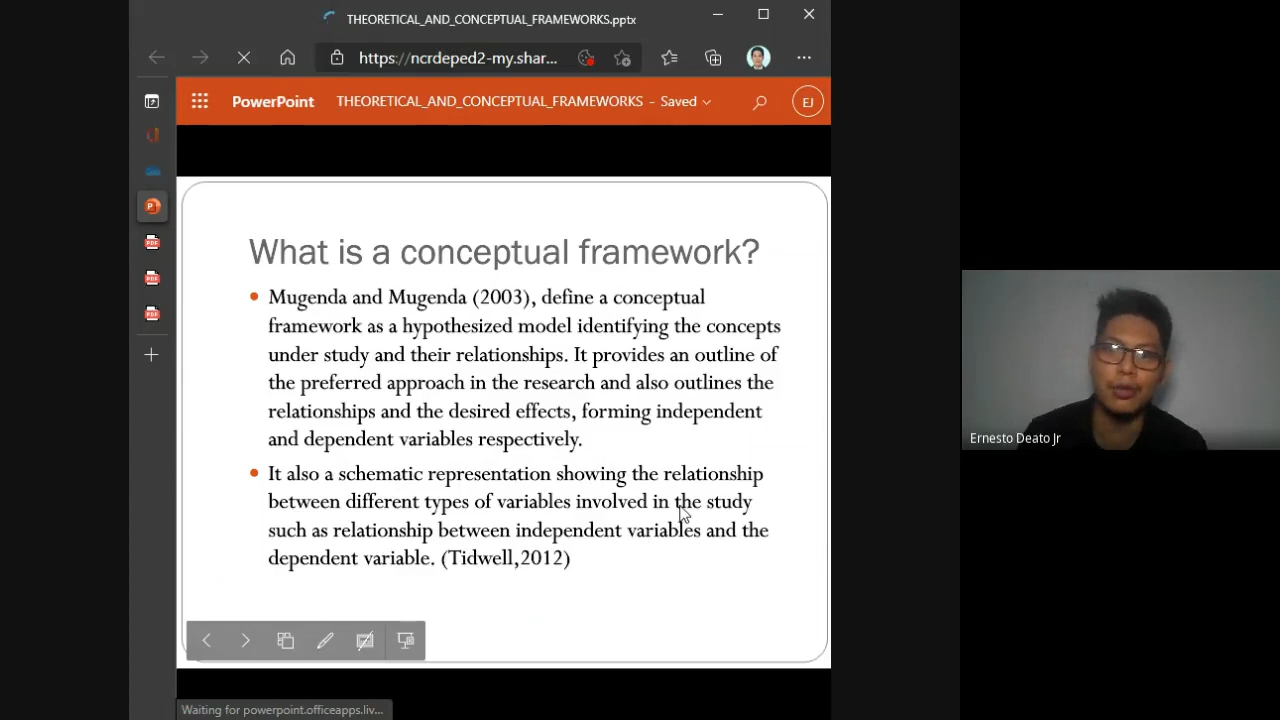 THEORETICAL_AND_CONCEPTUAL_FRAMEWORKS.pptx
https://ncrdeped2-my.shar...
PowerPoint THEORETICAL_AND_CONCEPTUAL_FRAMEWORKS - Saved
EJ
What is a conceptual framework?
Mugenda and Mugenda (2003), define a conceptual
framework as a hypothesized model identifying the concepts
under study and their relationships. It provides an outline of
the preferred approach in the research and also outlines the
relationships and the desired effects, forming independent
and dependent variables respectively.
It also a schematic representation showing the relationship
between different types of variables involved in the study
such as relationship between independent variables and the
dependent variable. (Tidwell,2012)
Waiting for powerpoint.officeapps.liv...
Ernesto Deato Jr
P
PDF
PDF
PDF